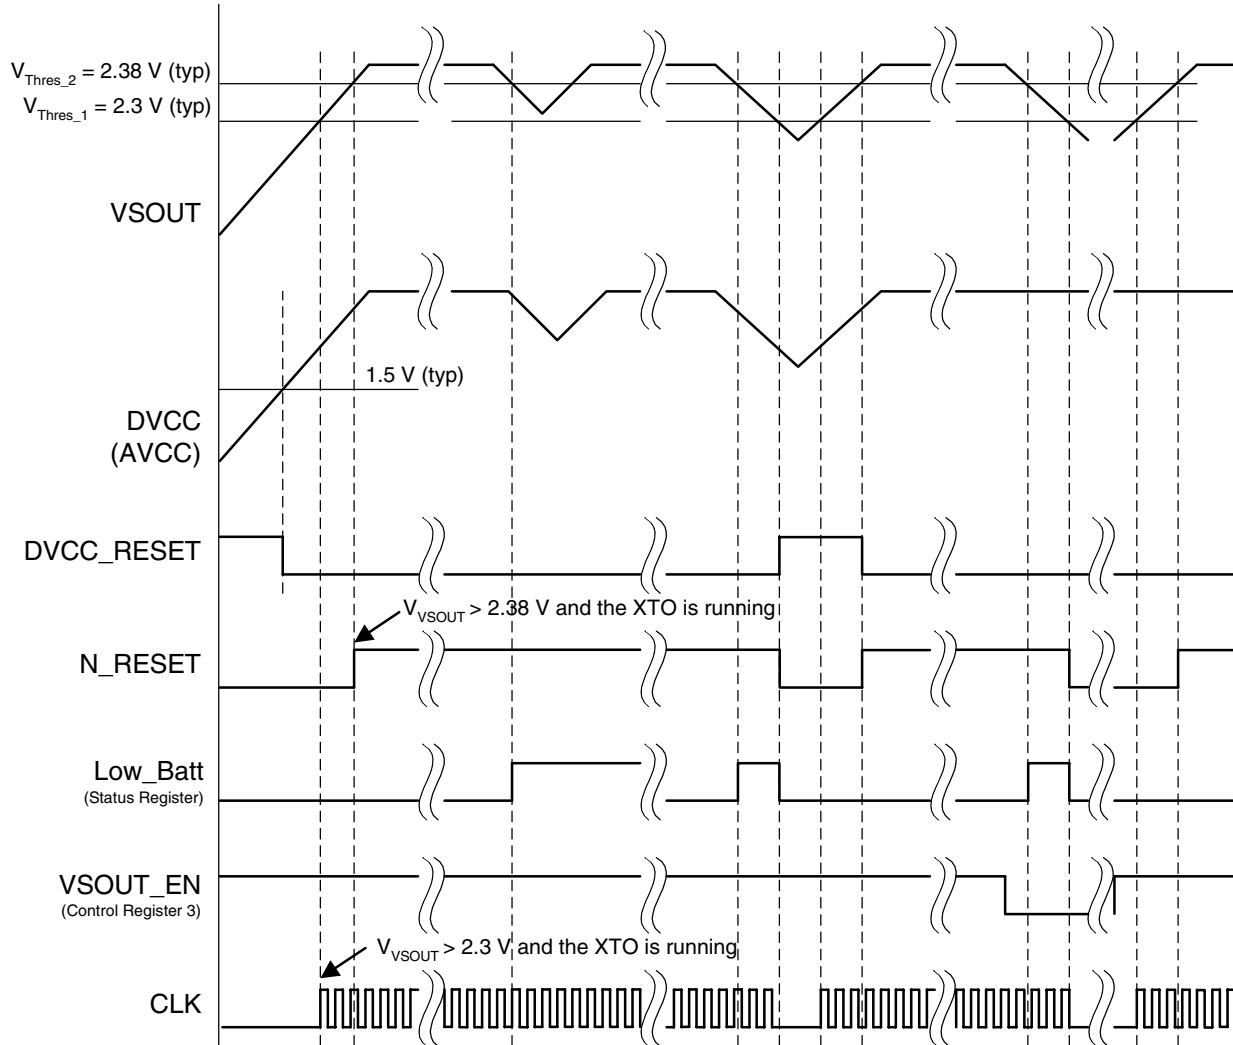 V_Thres_2 = 2.38 V (typ)
V_Thres_1 = 2.3 V (typ)
VSOUT
1.5 V (typ)
DVCC
(AVCC)
DVCC_RESET
V_VSOUT > 2.38 V and the XTO is running
N_RESET
Low_Batt
(Status Register)
VSOUT_EN
(Control Register 3)
V_VSOUT > 2.3 V and the XTO is running
CLK